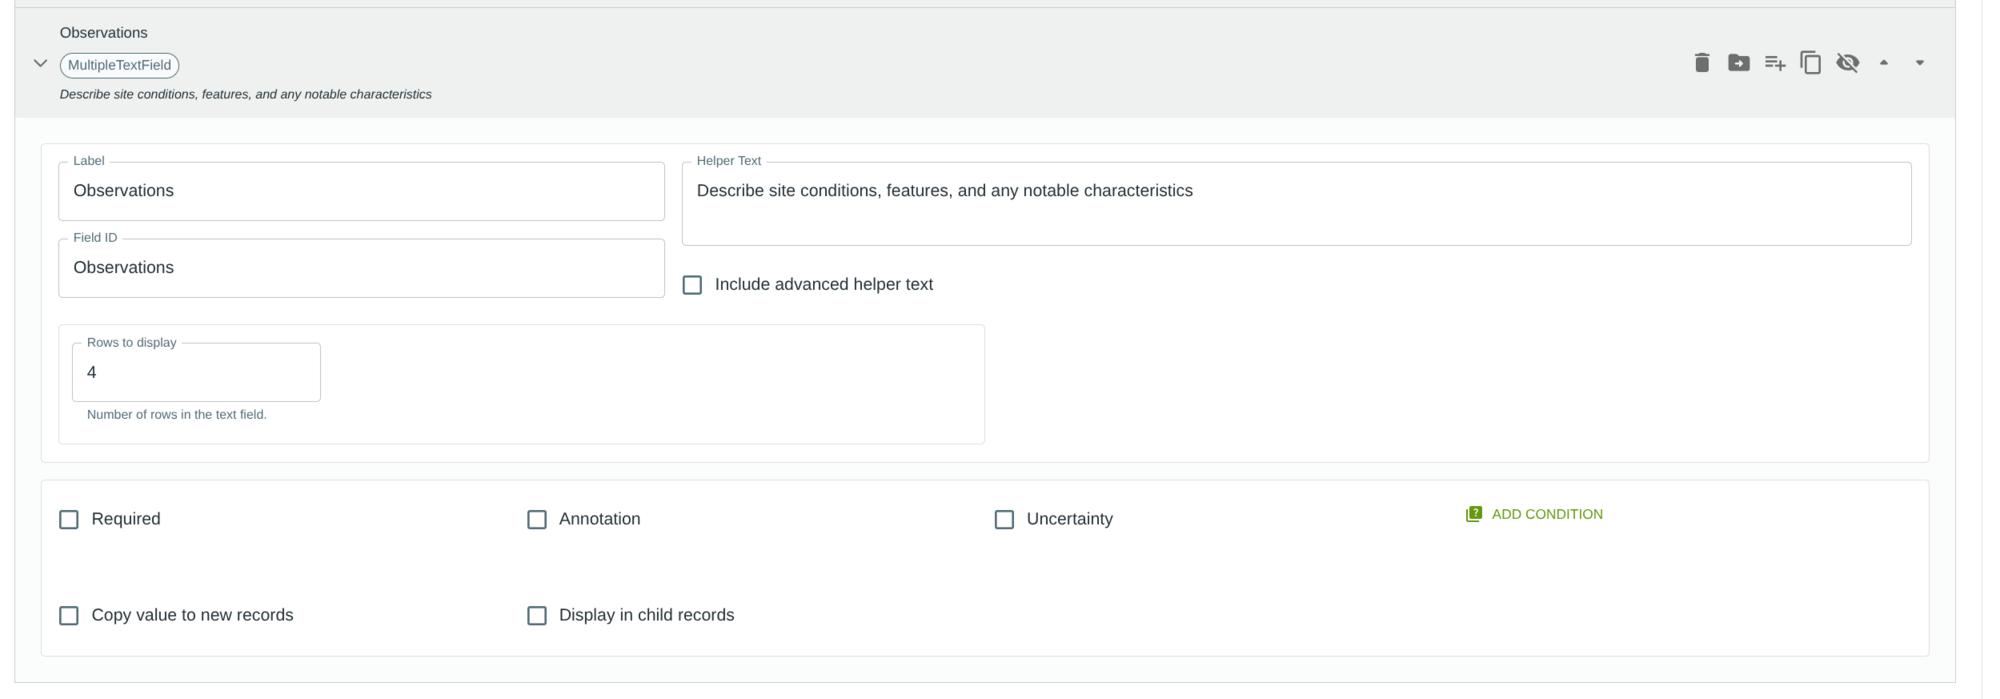 Observations
MultipleTextField
Describe site conditions, features, and any notable characteristics
Label
Observations
Helper Text
Describe site conditions, features, and any notable characteristics
Field ID
Observations
Include advanced helper text
Rows to display
4
Number of rows in the text field.
Required
Annotation
Uncertainty
ADD CONDITION
Copy value to new records
Display in child records